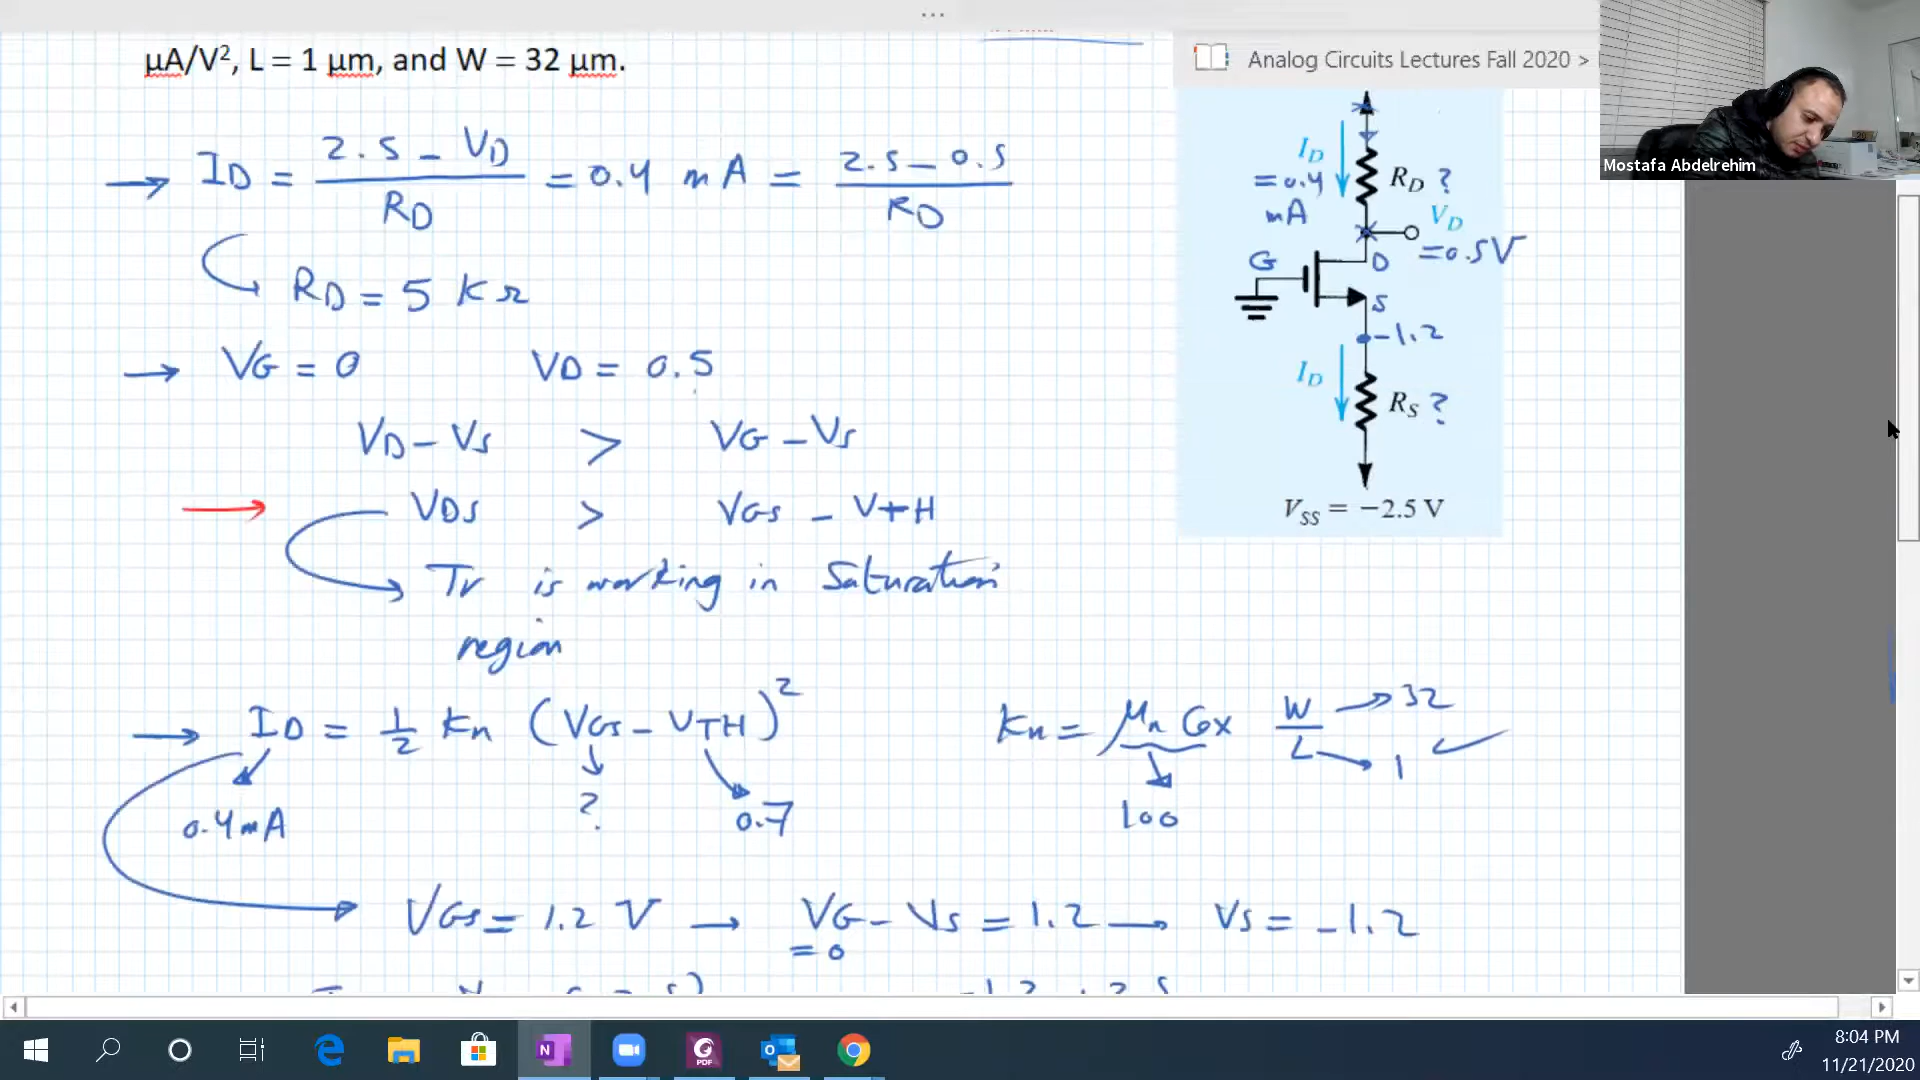 ...
µA/V², L = 1 µm, and W = 32 µm.
Analog Circuits Lectures Fall 2020 >
Mostafa Abdelrehim
→ ID = (2.5 - VD) / RD = 0.4 mA = (2.5 - 0.5) / RD
RD = 5 KΩ
→ VG = 0 VD = 0.5
VD - VS > VG - VS
→ VDS > VGS - VTH
Tr is working in Saturation
region
→ ID = 1/2 Kn (VGS - VTH)²
0.4mA ? 0.7
Kn = µn Cox W/L → 32
1 ✓
100
VGS = 1.2 V → VG - VS = 1.2 → VS = -1.2
= 0
ID
= 0.4
mA
RD ?
VD
= 0.5V
G
D
S
-1.2
ID
RS ?
VSS = −2.5 V
8:04 PM
11/21/2020
N
PDF